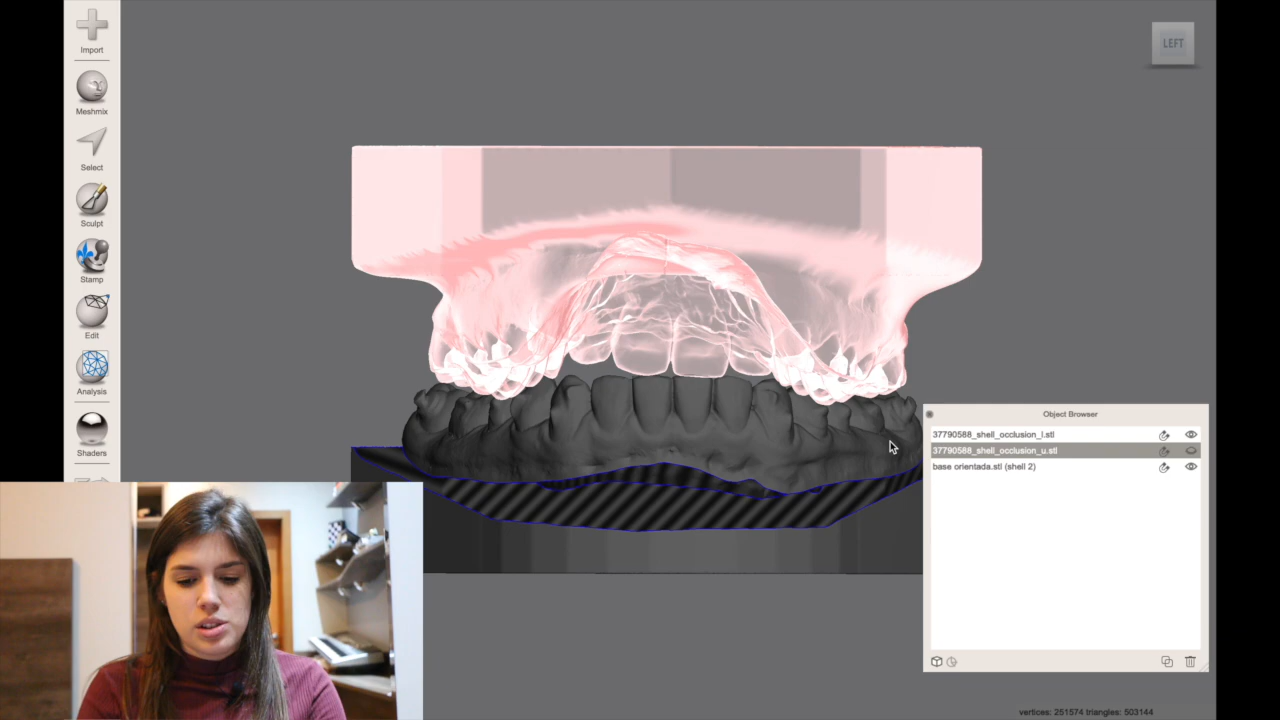 Import
Meshmix
Select
Sculpt
Stamp
Edit
Analysis
Shaders
LEFT
Object Browser
37790588_shell_occlusion_l.stl
37790588_shell_occlusion_u.stl
base orientada.stl (shell 2)
vertices: 251574 triangles: 503144